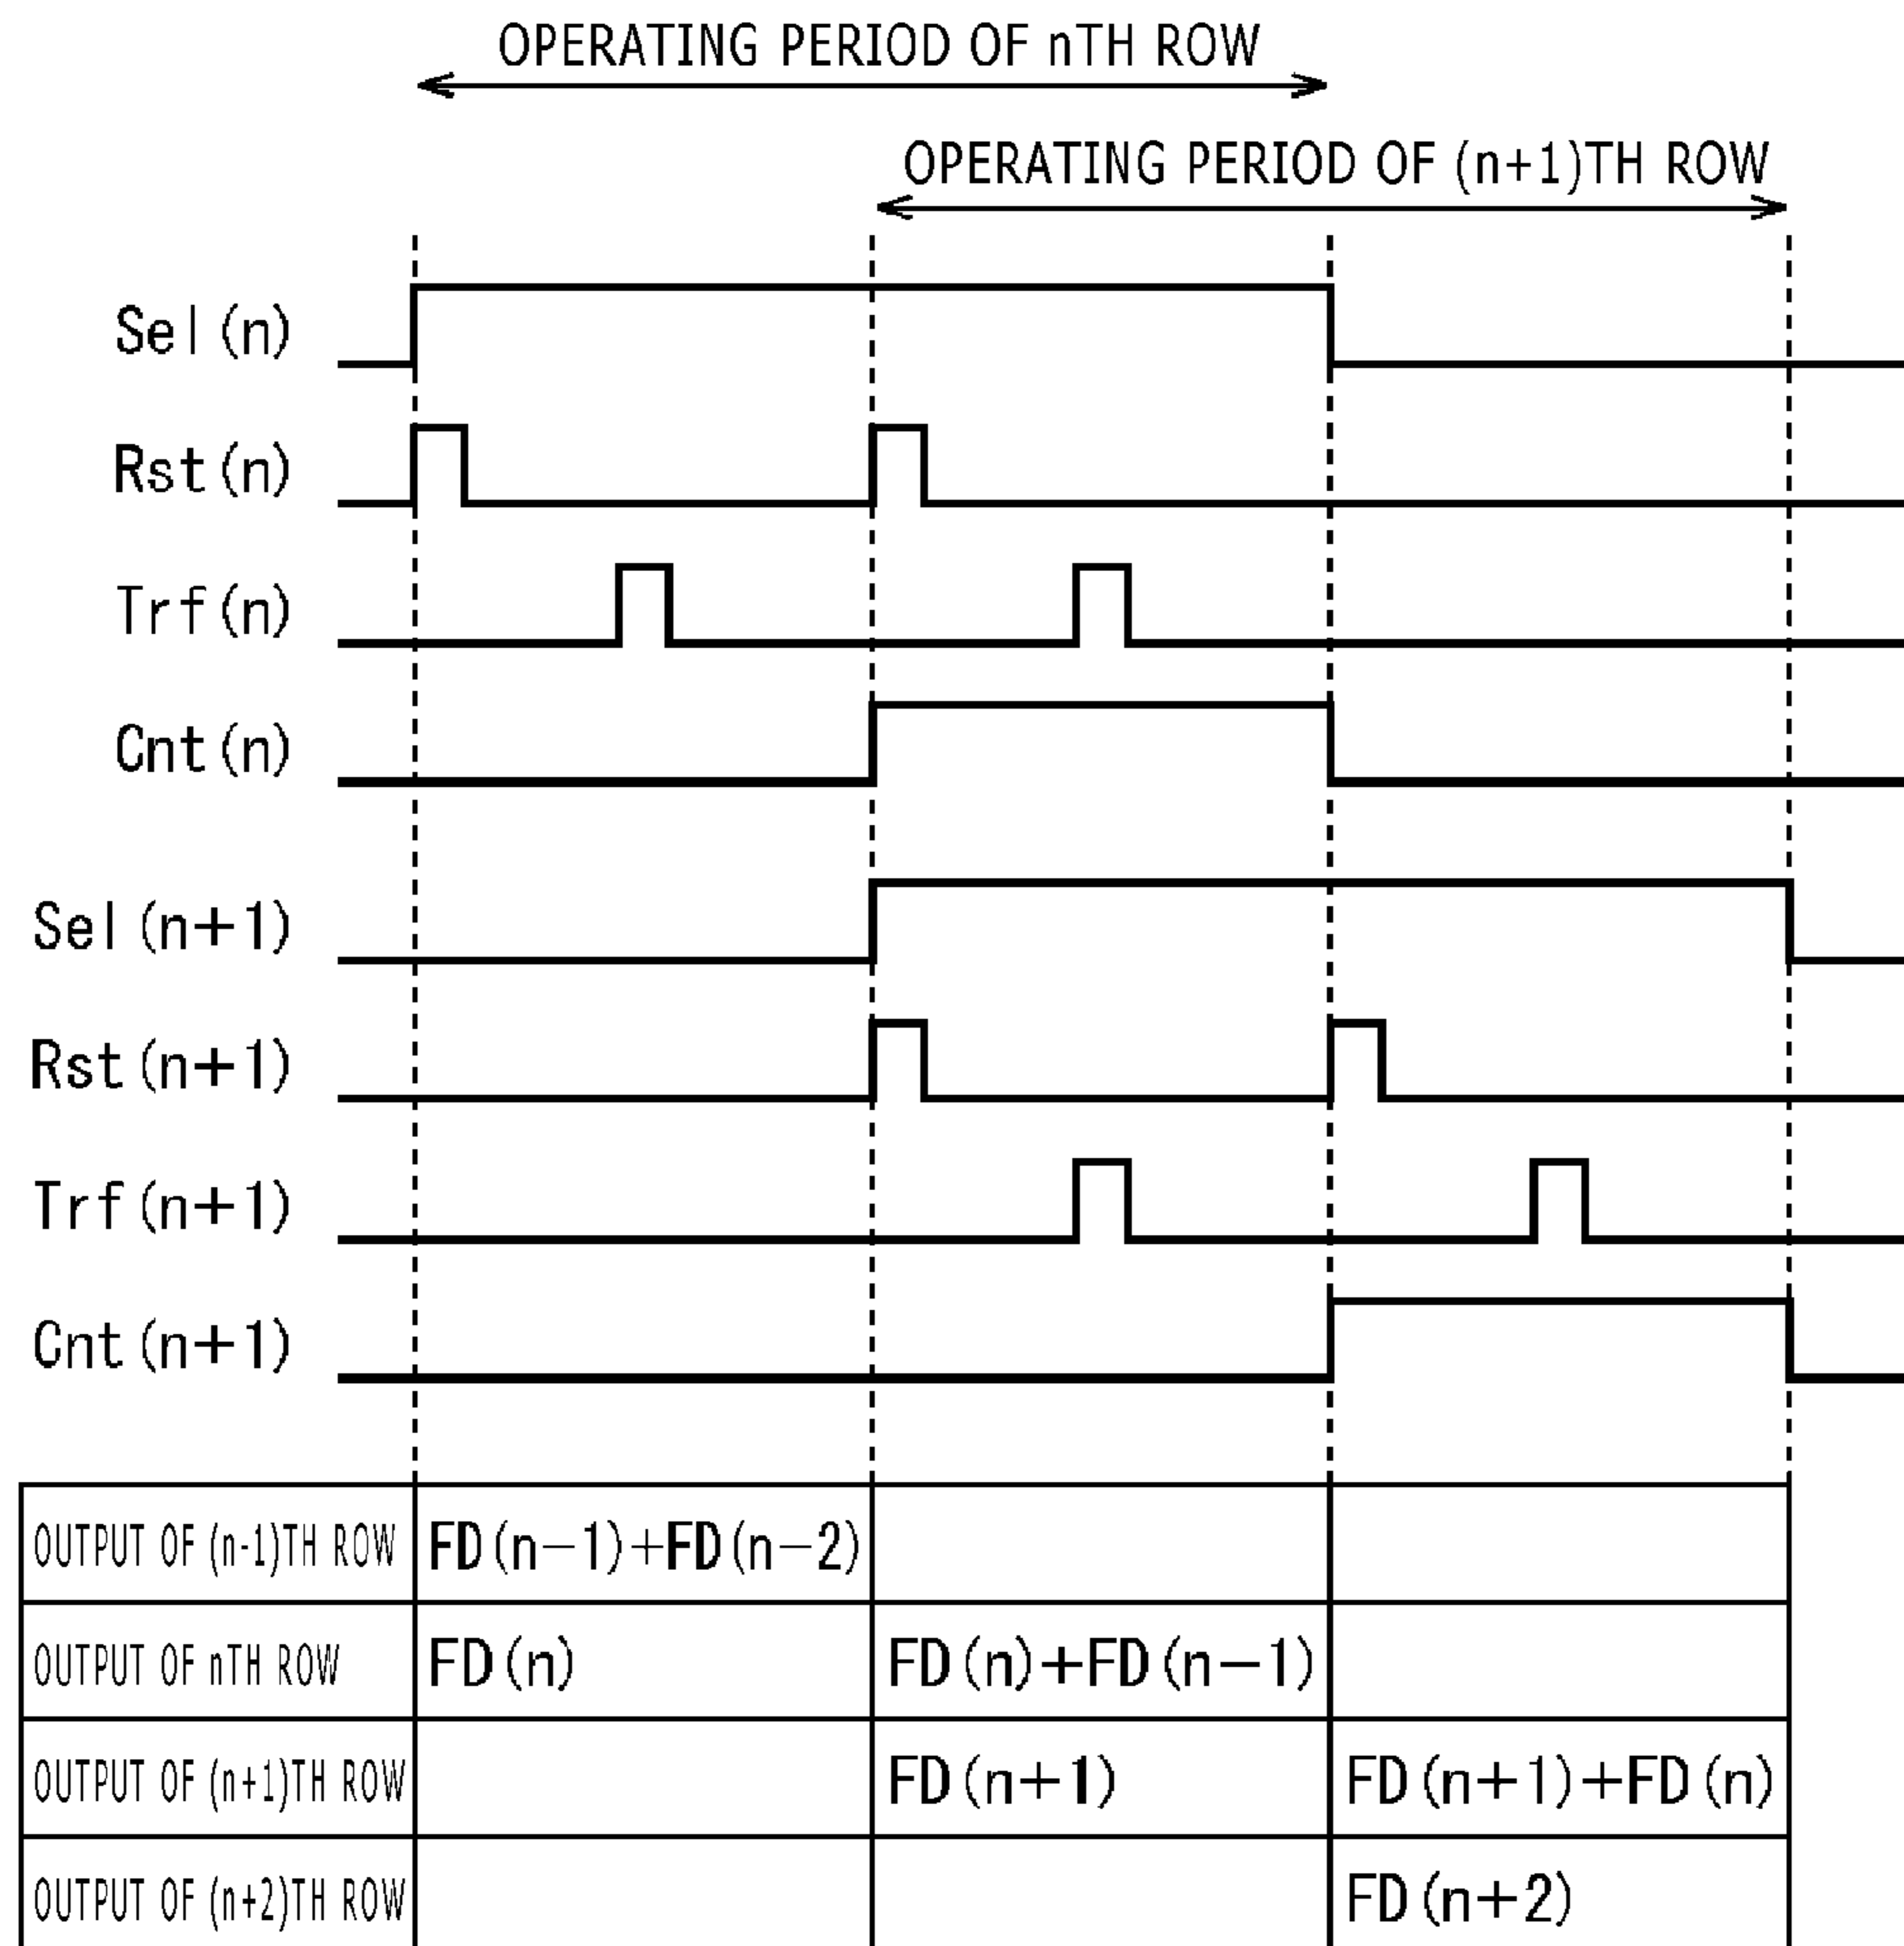 OPERATING PERIOD OF nTH ROW
OPERATING PERIOD OF (n+1)TH ROW
Sel(n)
Rst(n)
Trf(n)
Cnt(n)
Sel(n+1)
Rst(n+1)
Trf(n+1)
Cnt(n+1)
OUTPUT OF (n-1)TH ROW FD(n−1)+FD(n−2)
OUTPUT OF nTH ROW FD(n) FD(n)+FD(n−1)
OUTPUT OF (n+1)TH ROW FD(n+1) FD(n+1)+FD(n)
OUTPUT OF (n+2)TH ROW FD(n+2)